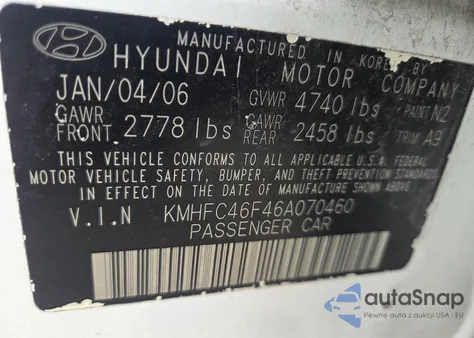 MANUFACTURED IN KOREA BY
HYUNDAI MOTOR COMPANY
JAN/04/06 GVWR 4740 lbs PAINT N2
GAWR FRONT 2778 lbs GAWR REAR 2458 lbs TRIM A9
THIS VEHICLE CONFORMS TO ALL APPLICABLE U.S.A. FEDERAL
MOTOR VEHICLE SAFETY, BUMPER, AND THEFT PREVENTION STANDARDS
IN EFFECT ON THE DATE OF MANUFACTURE SHOWN ABOVE.
V.I.N KMHFC46F46A070460
PASSENGER CAR
autoSnap
Pewne auta z aukcji USA i EU